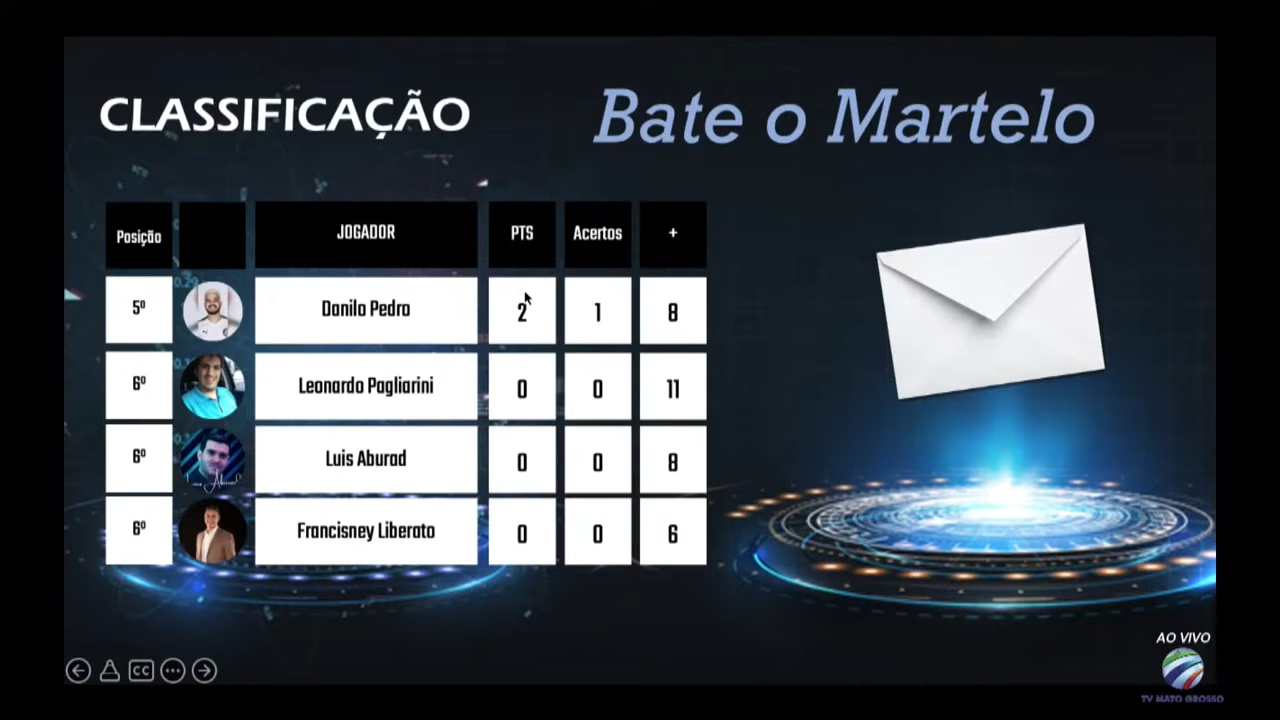 CLASSIFICAÇÃO
Bate o Martelo
Posição JOGADOR PTS Acertos +
5º Danilo Pedro 2 1 8
6º Leonardo Pagliarini 0 0 11
6º Luis Aburad 0 0 8
6º Francisney Liberato 0 0 6
CC
AO VIVO
TV MATO GROSSO